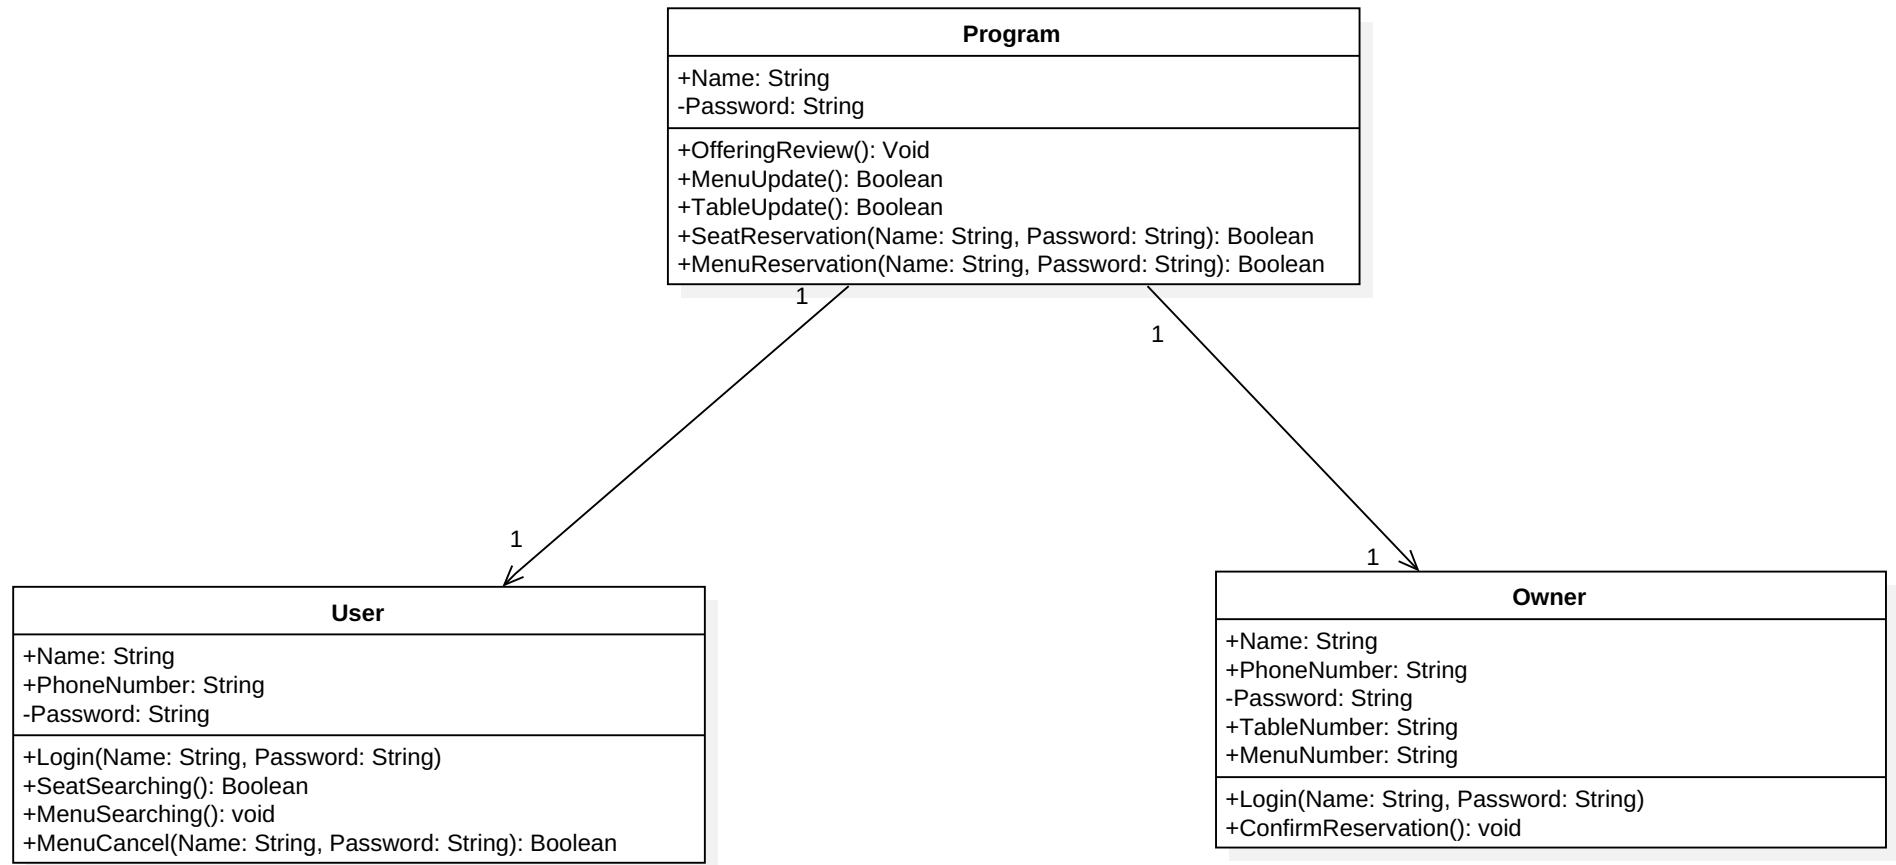 Program
+Name: String
-Password: String
+OfferingReview(): Void
+MenuUpdate(): Boolean
+TableUpdate(): Boolean
+SeatReservation(Name: String, Password: String): Boolean
+MenuReservation(Name: String, Password: String): Boolean
1
1
1
1
User
+Name: String
+PhoneNumber: String
-Password: String
+Login(Name: String, Password: String)
+SeatSearching(): Boolean
+MenuSearching(): void
+MenuCancel(Name: String, Password: String): Boolean
Owner
+Name: String
+PhoneNumber: String
-Password: String
+TableNumber: String
+MenuNumber: String
+Login(Name: String, Password: String)
+ConfirmReservation(): void